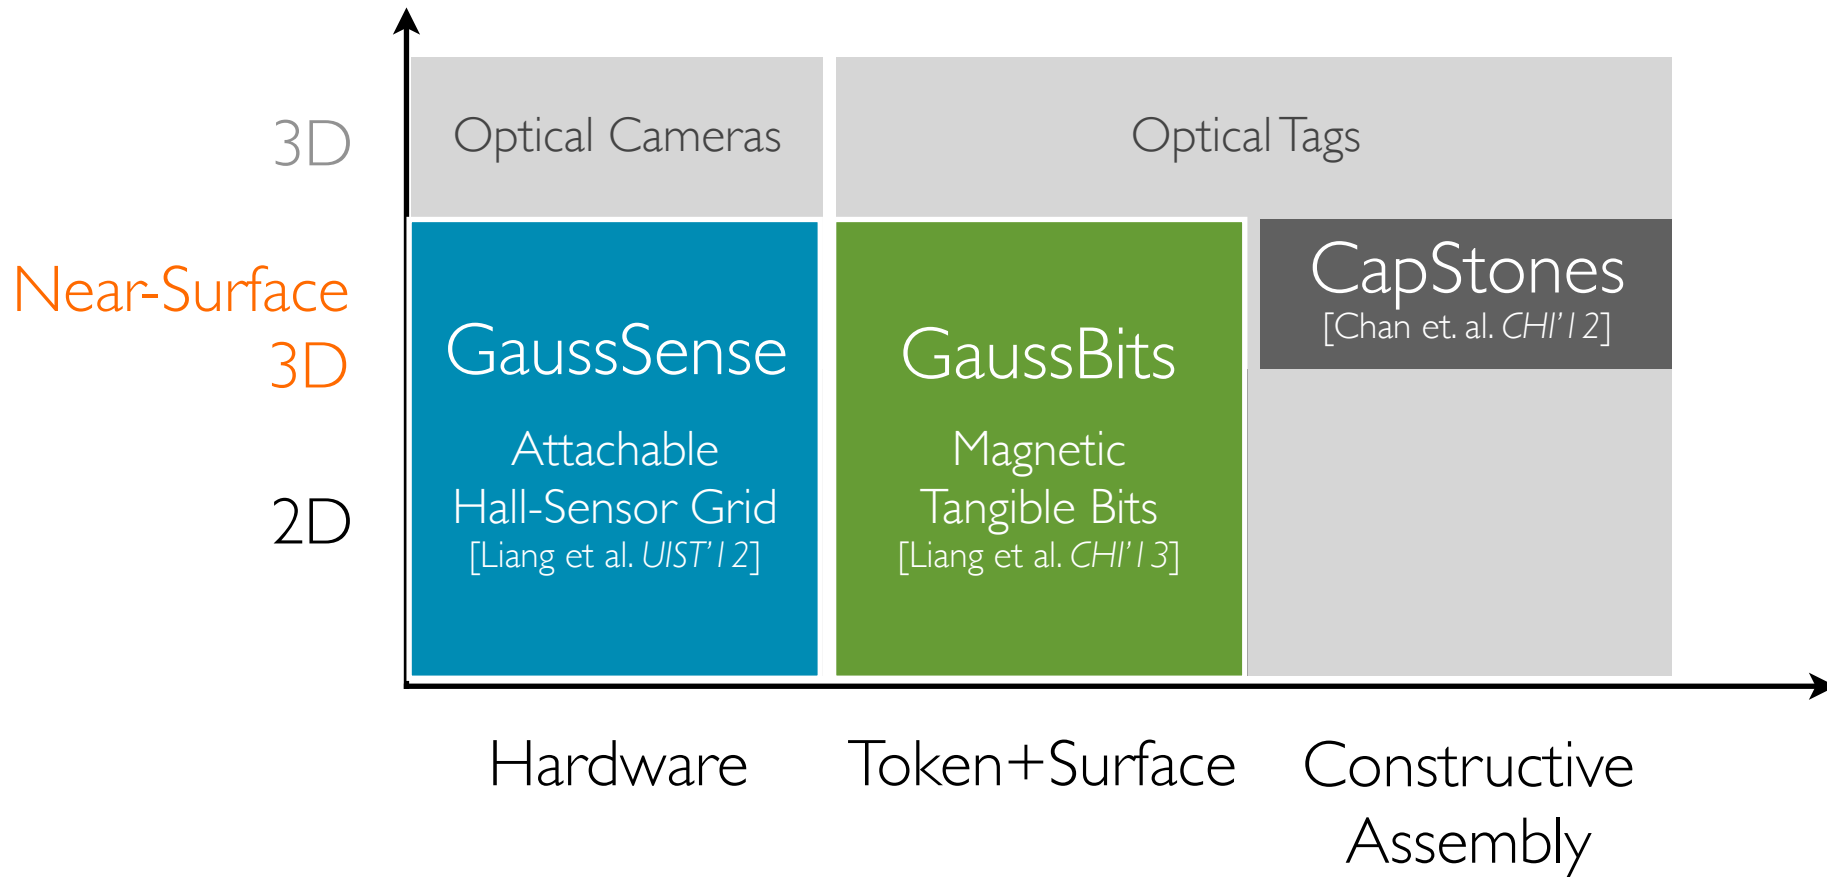 3D
Optical Cameras
Optical Tags
Near-Surface
3D
GaussSense
Attachable
Hall-Sensor Grid
[Liang et al. UIST'12]
GaussBits
Magnetic
Tangible Bits
[Liang et al. CHI'13]
CapStones
[Chan et. al. CHI'12]
2D
Hardware
Token+Surface
Constructive
Assembly